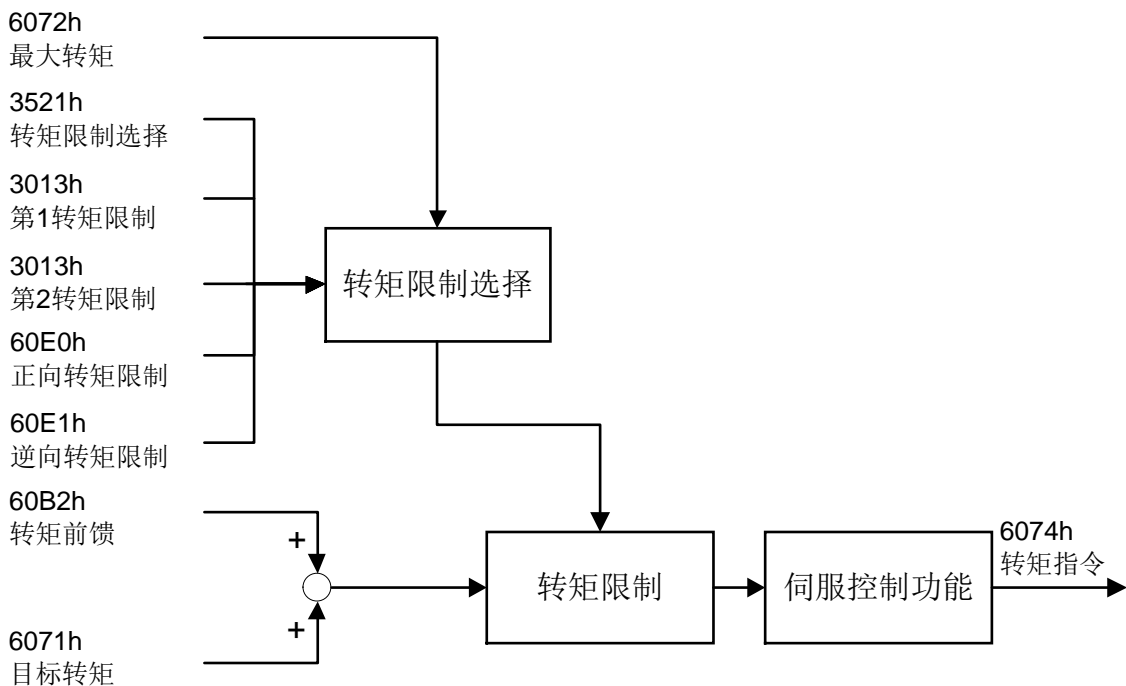 6072h
最大转矩
3521h
转矩限制选择
3013h
第1转矩限制
3013h
第2转矩限制
60E0h
正向转矩限制
60E1h
逆向转矩限制
转矩限制选择
60B2h
转矩前馈
+
+
6071h
目标转矩
转矩限制
伺服控制功能
6074h
转矩指令